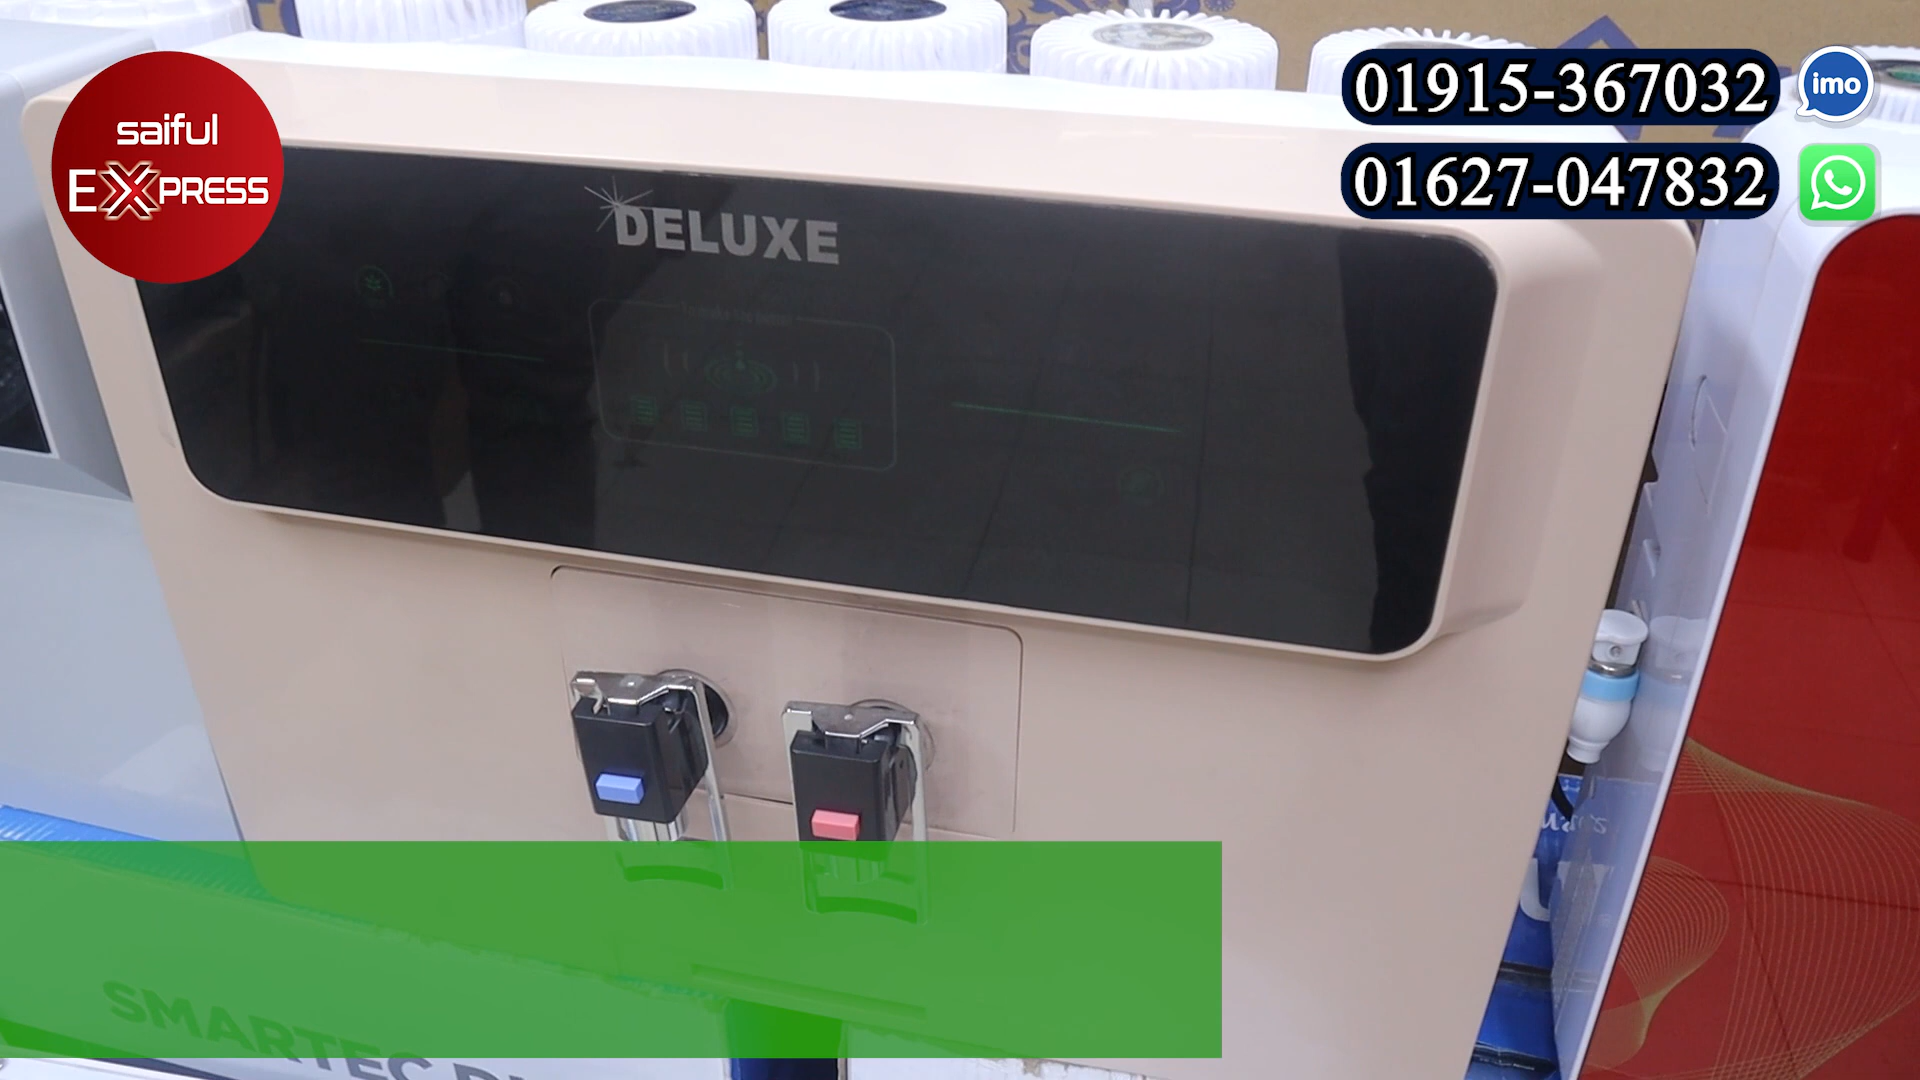 saiful
EXPRESS
01915-367032
imo
01627-047832
DELUXE
SMARTEC